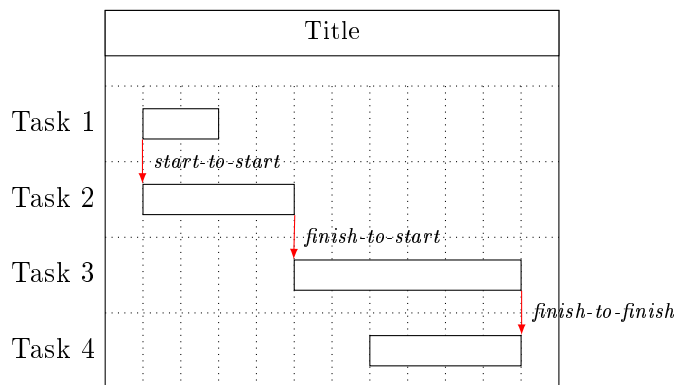 Title
Task 1
start-to-start
Task 2
finish-to-start
Task 3
finish-to-finish
Task 4